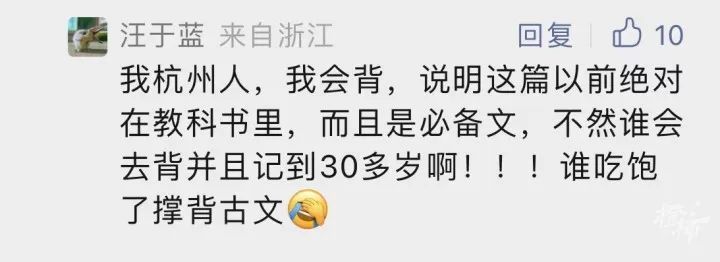 汪于蓝 来自浙江 回复 10
我杭州人，我会背，说明这篇以前绝对
在教科书里，而且是必备文，不然谁会
去背并且记到30多岁啊！！！谁吃饱
了撑背古文🤦
橙柿